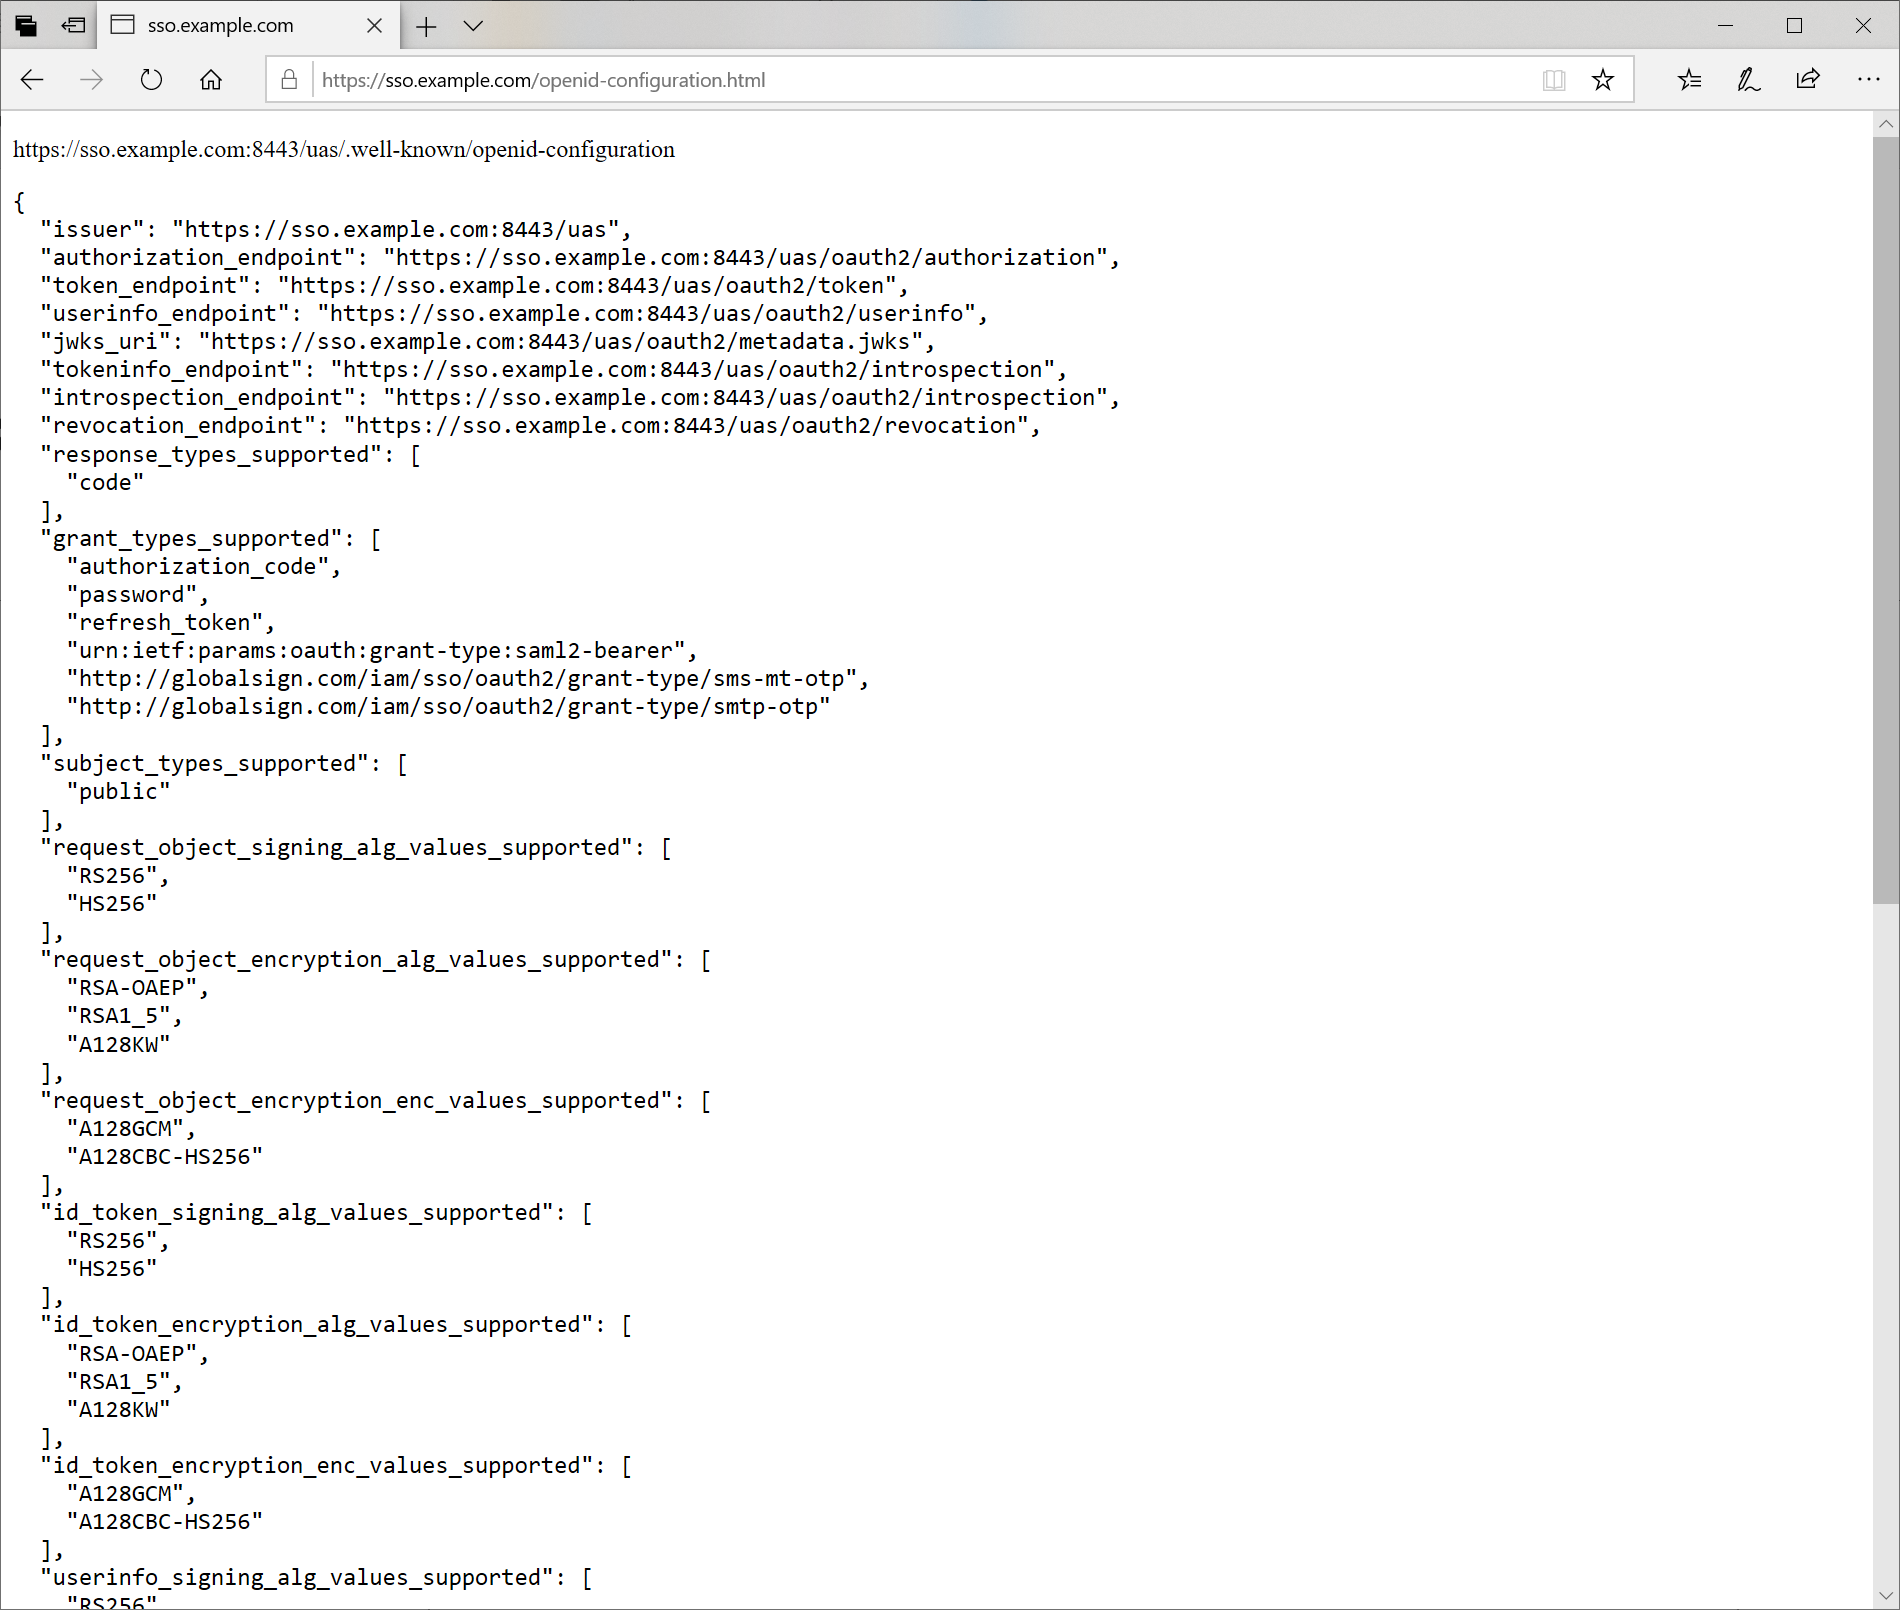 sso.example.com
https://sso.example.com/openid-configuration.html
https://sso.example.com:8443/uas/.well-known/openid-configuration
{
  "issuer": "https://sso.example.com:8443/uas",
  "authorization_endpoint": "https://sso.example.com:8443/uas/oauth2/authorization",
  "token_endpoint": "https://sso.example.com:8443/uas/oauth2/token",
  "userinfo_endpoint": "https://sso.example.com:8443/uas/oauth2/userinfo",
  "jwks_uri": "https://sso.example.com:8443/uas/oauth2/metadata.jwks",
  "tokeninfo_endpoint": "https://sso.example.com:8443/uas/oauth2/introspection",
  "introspection_endpoint": "https://sso.example.com:8443/uas/oauth2/introspection",
  "revocation_endpoint": "https://sso.example.com:8443/uas/oauth2/revocation",
  "response_types_supported": [
    "code"
  ],
  "grant_types_supported": [
    "authorization_code",
    "password",
    "refresh_token",
    "urn:ietf:params:oauth:grant-type:saml2-bearer",
    "http://globalsign.com/iam/sso/oauth2/grant-type/sms-mt-otp",
    "http://globalsign.com/iam/sso/oauth2/grant-type/smtp-otp"
  ],
  "subject_types_supported": [
    "public"
  ],
  "request_object_signing_alg_values_supported": [
    "RS256",
    "HS256"
  ],
  "request_object_encryption_alg_values_supported": [
    "RSA-OAEP",
    "RSA1_5",
    "A128KW"
  ],
  "request_object_encryption_enc_values_supported": [
    "A128GCM",
    "A128CBC-HS256"
  ],
  "id_token_signing_alg_values_supported": [
    "RS256",
    "HS256"
  ],
  "id_token_encryption_alg_values_supported": [
    "RSA-OAEP",
    "RSA1_5",
    "A128KW"
  ],
  "id_token_encryption_enc_values_supported": [
    "A128GCM",
    "A128CBC-HS256"
  ],
  "userinfo_signing_alg_values_supported": [
    "RS256"